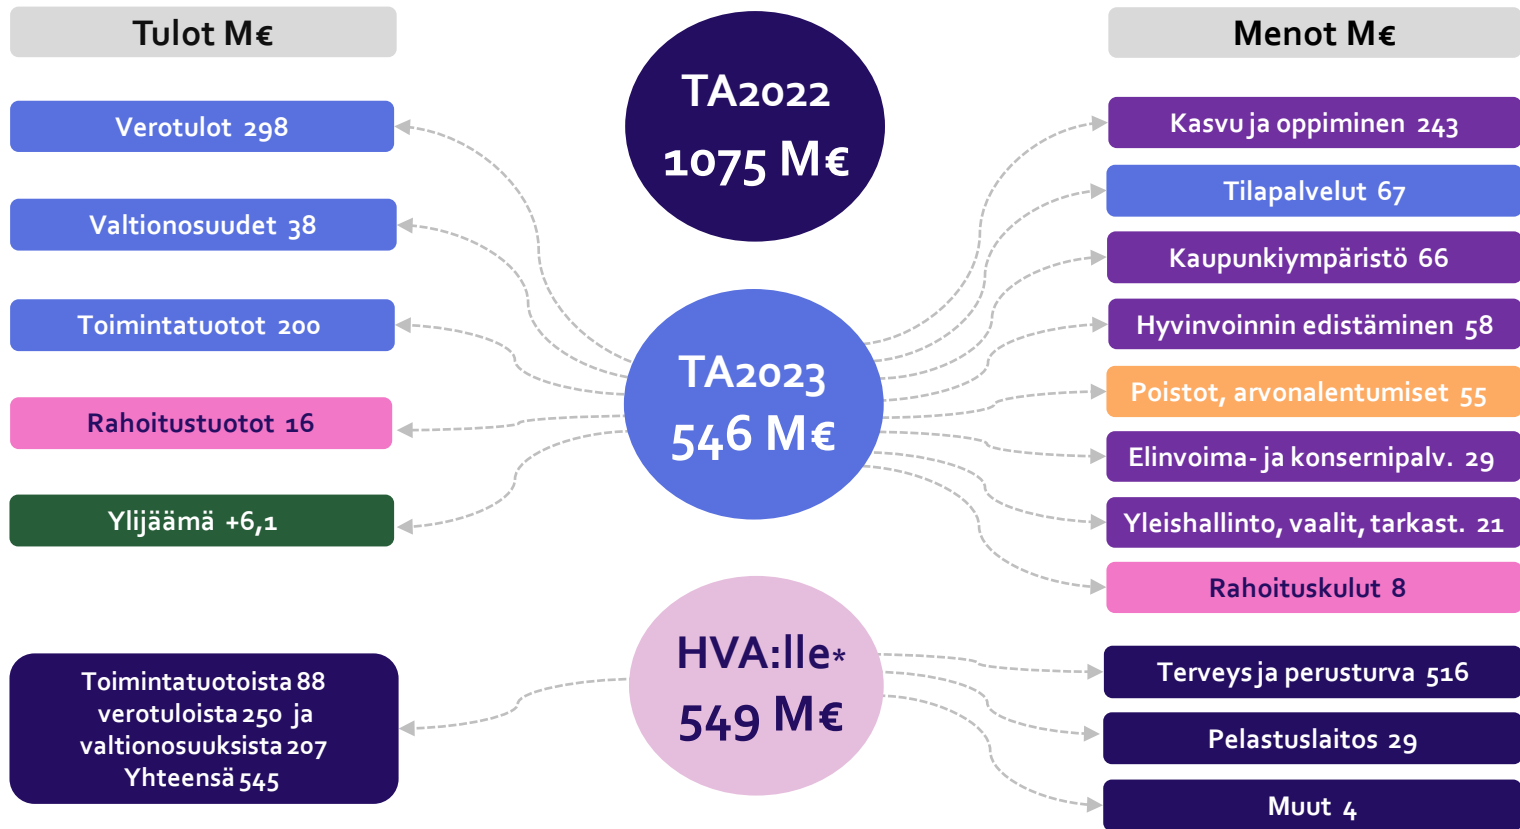 Tulot M€
Verotulot 298
Valtionosuudet 38
Toimintatuotot 200
Rahoitustuotot 16
Ylijäämä +6,1
Toimintatuotoista 88
verotuloista 250 ja
valtionosuuksista 207
Yhteensä 545
TA2022
1075 M€
TA2023
546 M€
HVA:lle*
549 M€
Menot M€
Kasvu ja oppiminen 243
Tilapalvelut 67
Kaupunkiympäristö 66
Hyvinvoinnin edistäminen 58
Poistot, arvonalentumiset 55
Elinvoima- ja konsernipalv. 29
Yleishallinto, vaalit, tarkast. 21
Rahoituskulut 8
Terveys ja perusturva 516
Pelastuslaitos 29
Muut 4